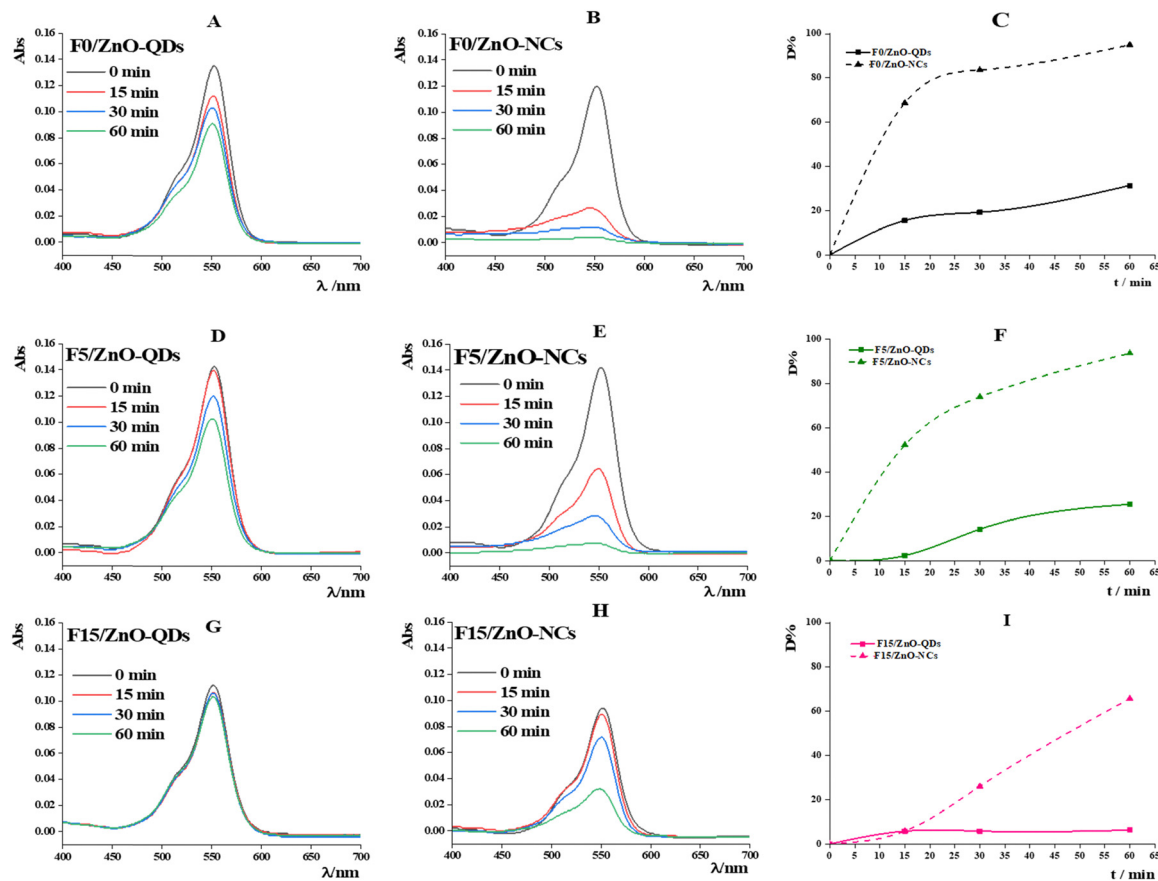 A
Abs
0.16
0.14
0.12
0.10
0.08
0.06
0.04
0.02
0.00
F0/ZnO-QDs
0 min
15 min
30 min
60 min
400 450 500 550 600 650 700
λ /nm
B
Abs
0.16
0.14
0.12
0.10
0.08
0.06
0.04
0.02
0.00
F0/ZnO-NCs
0 min
15 min
30 min
60 min
400 450 500 550 600 650 700
λ /nm
C
D%
100
80
60
40
20
0
F0/ZnO-QDs
F0/ZnO-NCs
0 5 10 15 20 25 30 35 40 45 50 55 60 65
t / min
D
Abs
0.16
0.14
0.12
0.10
0.08
0.06
0.04
0.02
0.00
F5/ZnO-QDs
0 min
15 min
30 min
60 min
400 450 500 550 600 650 700
λ/nm
E
Abs
0.16
0.14
0.12
0.10
0.08
0.06
0.04
0.02
0.00
F5/ZnO-NCs
0 min
15 min
30 min
60 min
400 450 500 550 600 650 700
λ /nm
F
D%
100
80
60
40
20
0
F5/ZnO-QDs
F5/ZnO-NCs
0 5 10 15 20 25 30 35 40 45 50 55 60 65
t / min
G
Abs
0.16
0.14
0.12
0.10
0.08
0.06
0.04
0.02
0.00
F15/ZnO-QDs
0 min
15 min
30 min
60 min
400 450 500 550 600 650 700
λ/nm
H
Abs
0.14
0.12
0.10
0.08
0.06
0.04
0.02
0.00
F15/ZnO-NCs
0 min
15 min
30 min
60 min
400 450 500 550 600 650 700
λ/nm
I
D%
100
80
60
40
20
0
F15/ZnO-QDs
F15/ZnO-NCs
0 5 10 15 20 25 30 35 40 45 50 55 60 65
t / min